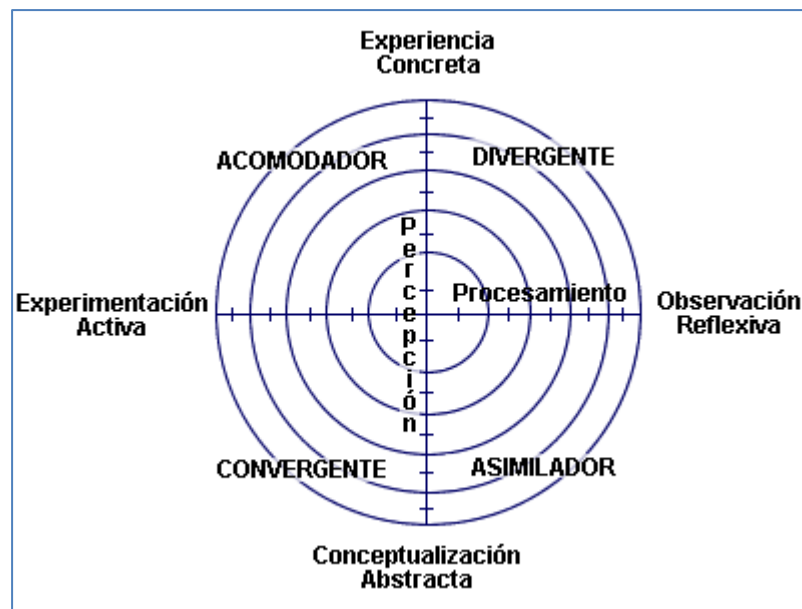 Experiencia
Concreta
ACOMODADOR
DIVERGENTE
Percepción
Procesamiento
Experimentación
Activa
Observación
Reflexiva
CONVERGENTE
ASIMILADOR
Conceptualización
Abstracta